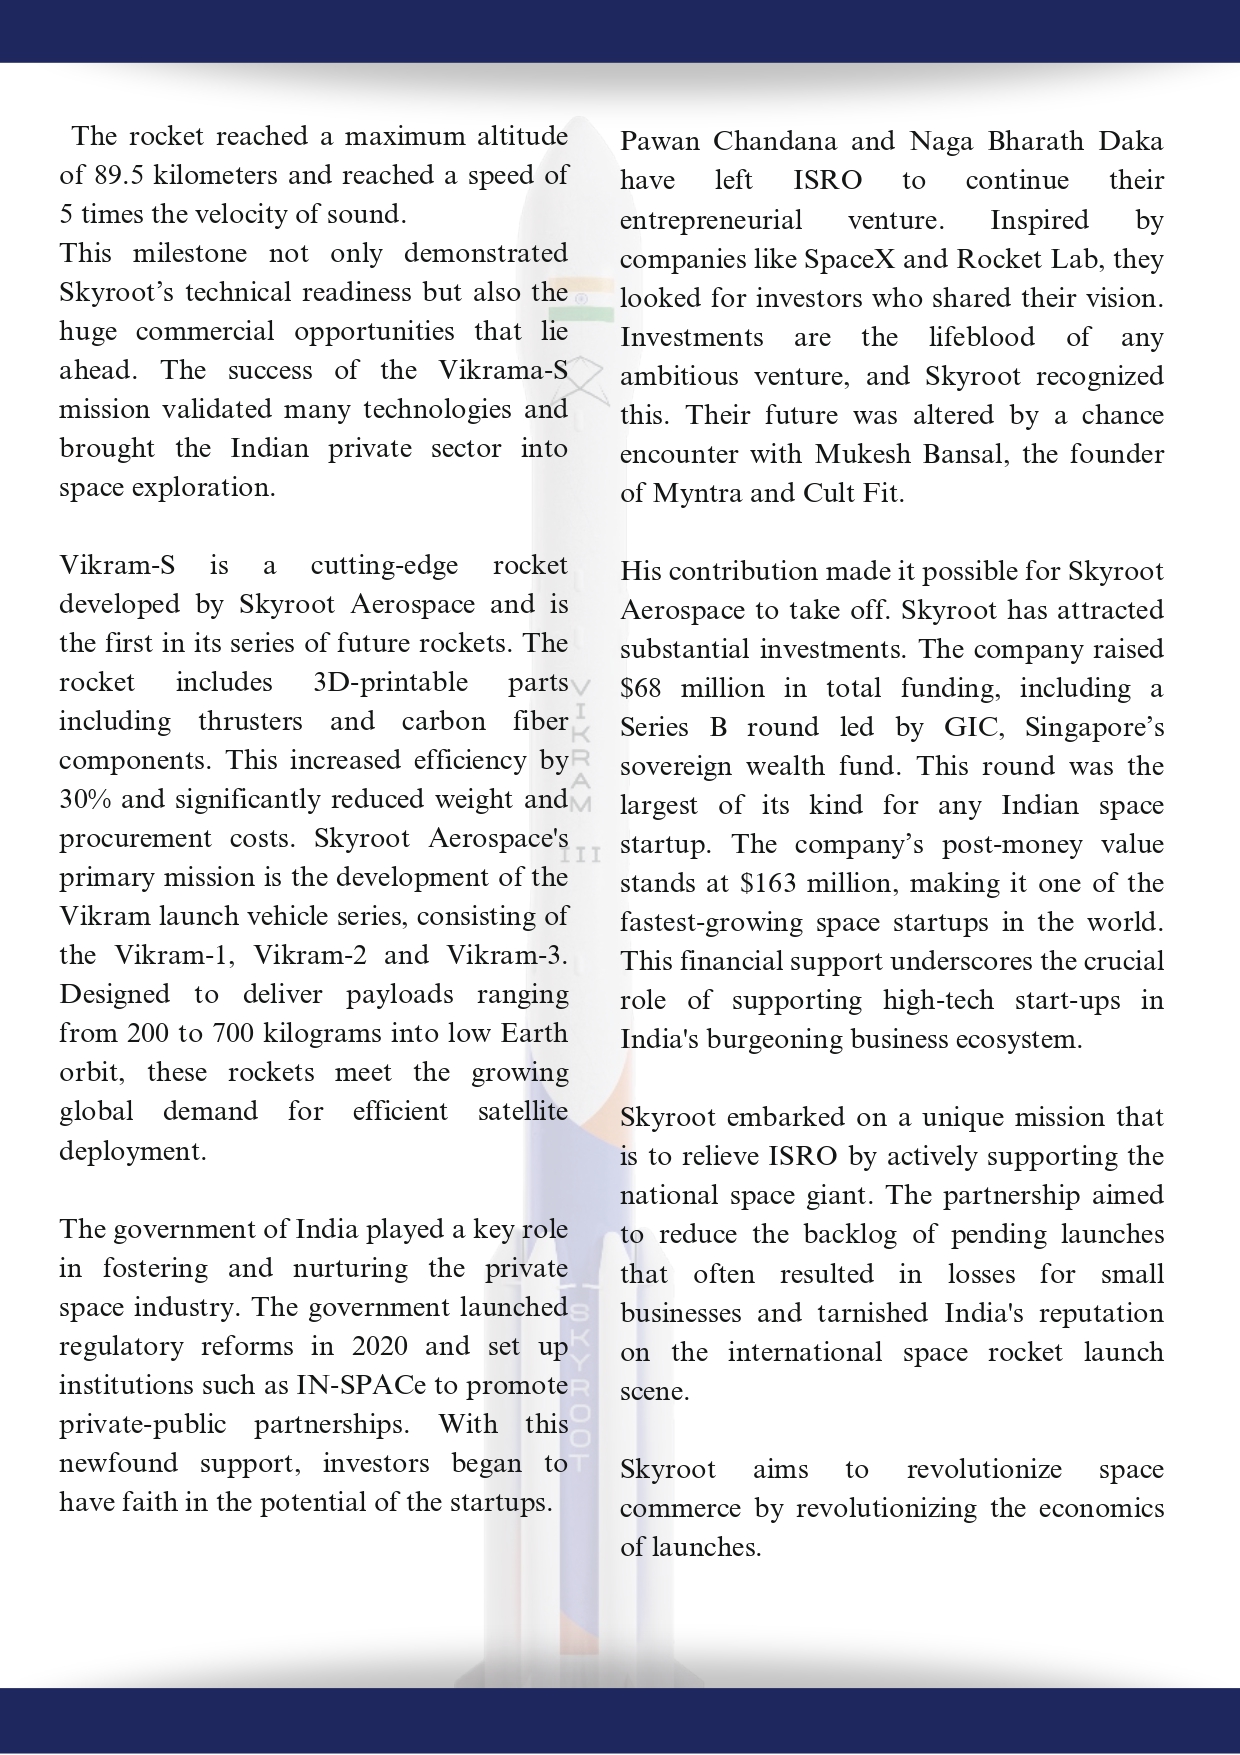 The rocket reached a maximum altitude
of 89.5 kilometers and reached a speed of
5 times the velocity of sound.
This milestone not only demonstrated
Skyroot’s technical readiness but also the
huge commercial opportunities that lie
ahead. The success of the Vikrama-S
mission validated many technologies and
brought the Indian private sector into
space exploration.
Vikram-S is a cutting-edge rocket
developed by Skyroot Aerospace and is
the first in its series of future rockets. The
rocket includes 3D-printable parts
including thrusters and carbon fiber
components. This increased efficiency by
30% and significantly reduced weight and
procurement costs. Skyroot Aerospace's
primary mission is the development of the
Vikram launch vehicle series, consisting of
the Vikram-1, Vikram-2 and Vikram-3.
Designed to deliver payloads ranging
from 200 to 700 kilograms into low Earth
orbit, these rockets meet the growing
global demand for efficient satellite
deployment.
The government of India played a key role
in fostering and nurturing the private
space industry. The government launched
regulatory reforms in 2020 and set up
institutions such as IN-SPACe to promote
private-public partnerships. With this
newfound support, investors began to
have faith in the potential of the startups.
Pawan Chandana and Naga Bharath Daka
have left ISRO to continue their
entrepreneurial venture. Inspired by
companies like SpaceX and Rocket Lab, they
looked for investors who shared their vision.
Investments are the lifeblood of any
ambitious venture, and Skyroot recognized
this. Their future was altered by a chance
encounter with Mukesh Bansal, the founder
of Myntra and Cult Fit.
His contribution made it possible for Skyroot
Aerospace to take off. Skyroot has attracted
substantial investments. The company raised
$68 million in total funding, including a
Series B round led by GIC, Singapore’s
sovereign wealth fund. This round was the
largest of its kind for any Indian space
startup. The company’s post-money value
stands at $163 million, making it one of the
fastest-growing space startups in the world.
This financial support underscores the crucial
role of supporting high-tech start-ups in
India's burgeoning business ecosystem.
Skyroot embarked on a unique mission that
is to relieve ISRO by actively supporting the
national space giant. The partnership aimed
to reduce the backlog of pending launches
that often resulted in losses for small
businesses and tarnished India's reputation
on the international space rocket launch
scene.
Skyroot aims to revolutionize space
commerce by revolutionizing the economics
of launches.
VIKRAM
III
SKYROOT